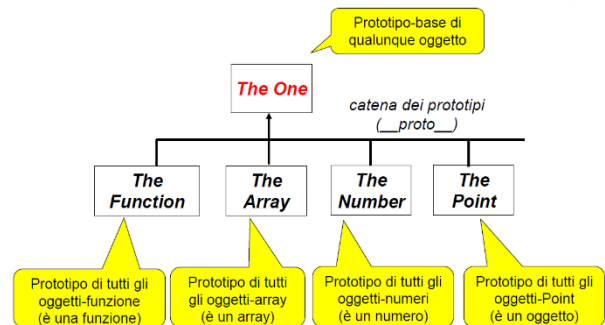 Prototipo-base di
qualunque oggetto
The One
catena dei prototipi
(__proto__)
The
Function
The
Array
The
Number
The
Point
Prototipo di tutti gli
oggetti-funzione
(è una funzione)
Prototipo di tutti
gli oggetti-array
(è un array)
Prototipo di tutti gli
oggetti-numeri
(è un numero)
Prototipo di tutti gli
oggetti-Point
(è un oggetto)